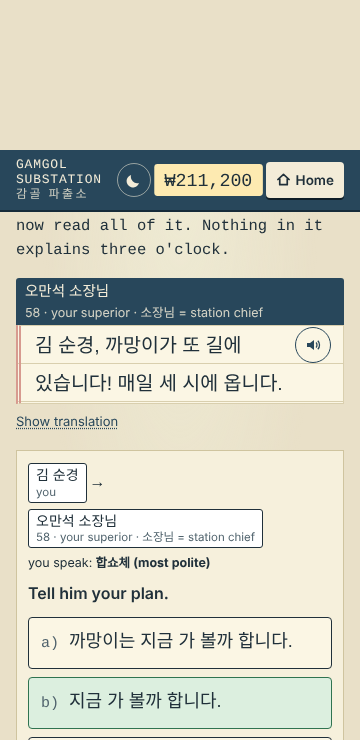 GAMGOL
SUBSTATION
감골 파출소
₩211,200
Home
now read all of it. Nothing in it
explains three o'clock.
오만석 소장님
58 · your superior · 소장님 = station chief
김 순경, 까망이가 또 길에
있습니다! 매일 세 시에 옵니다.
Show translation
김 순경
you
→
오만석 소장님
58 · your superior · 소장님 = station chief
you speak: 합쇼체 (most polite)
Tell him your plan.
a) 까망이는 지금 가 볼까 합니다.
b) 지금 가 볼까 합니다.